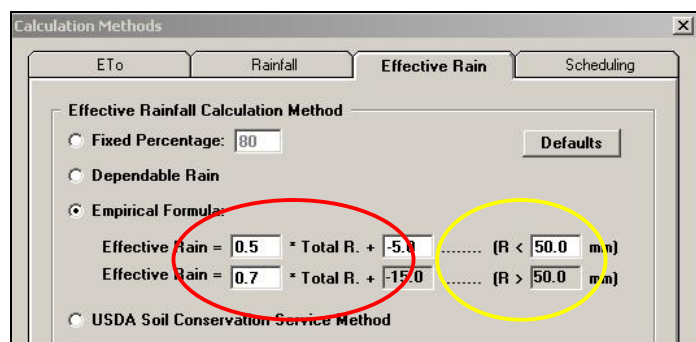 Calculation Methods
ETo Rainfall Effective Rain Scheduling
Effective Rainfall Calculation Method
Fixed Percentage: 80 Defaults
Dependable Rain
Empirical Formula:
Effective Rain = 0.5 * Total R. + -5.0 ........ (R < 50.0 mm)
Effective Rain = 0.7 * Total R. + -15.0 ........ (R > 50.0 mm)
USDA Soil Conservation Service Method